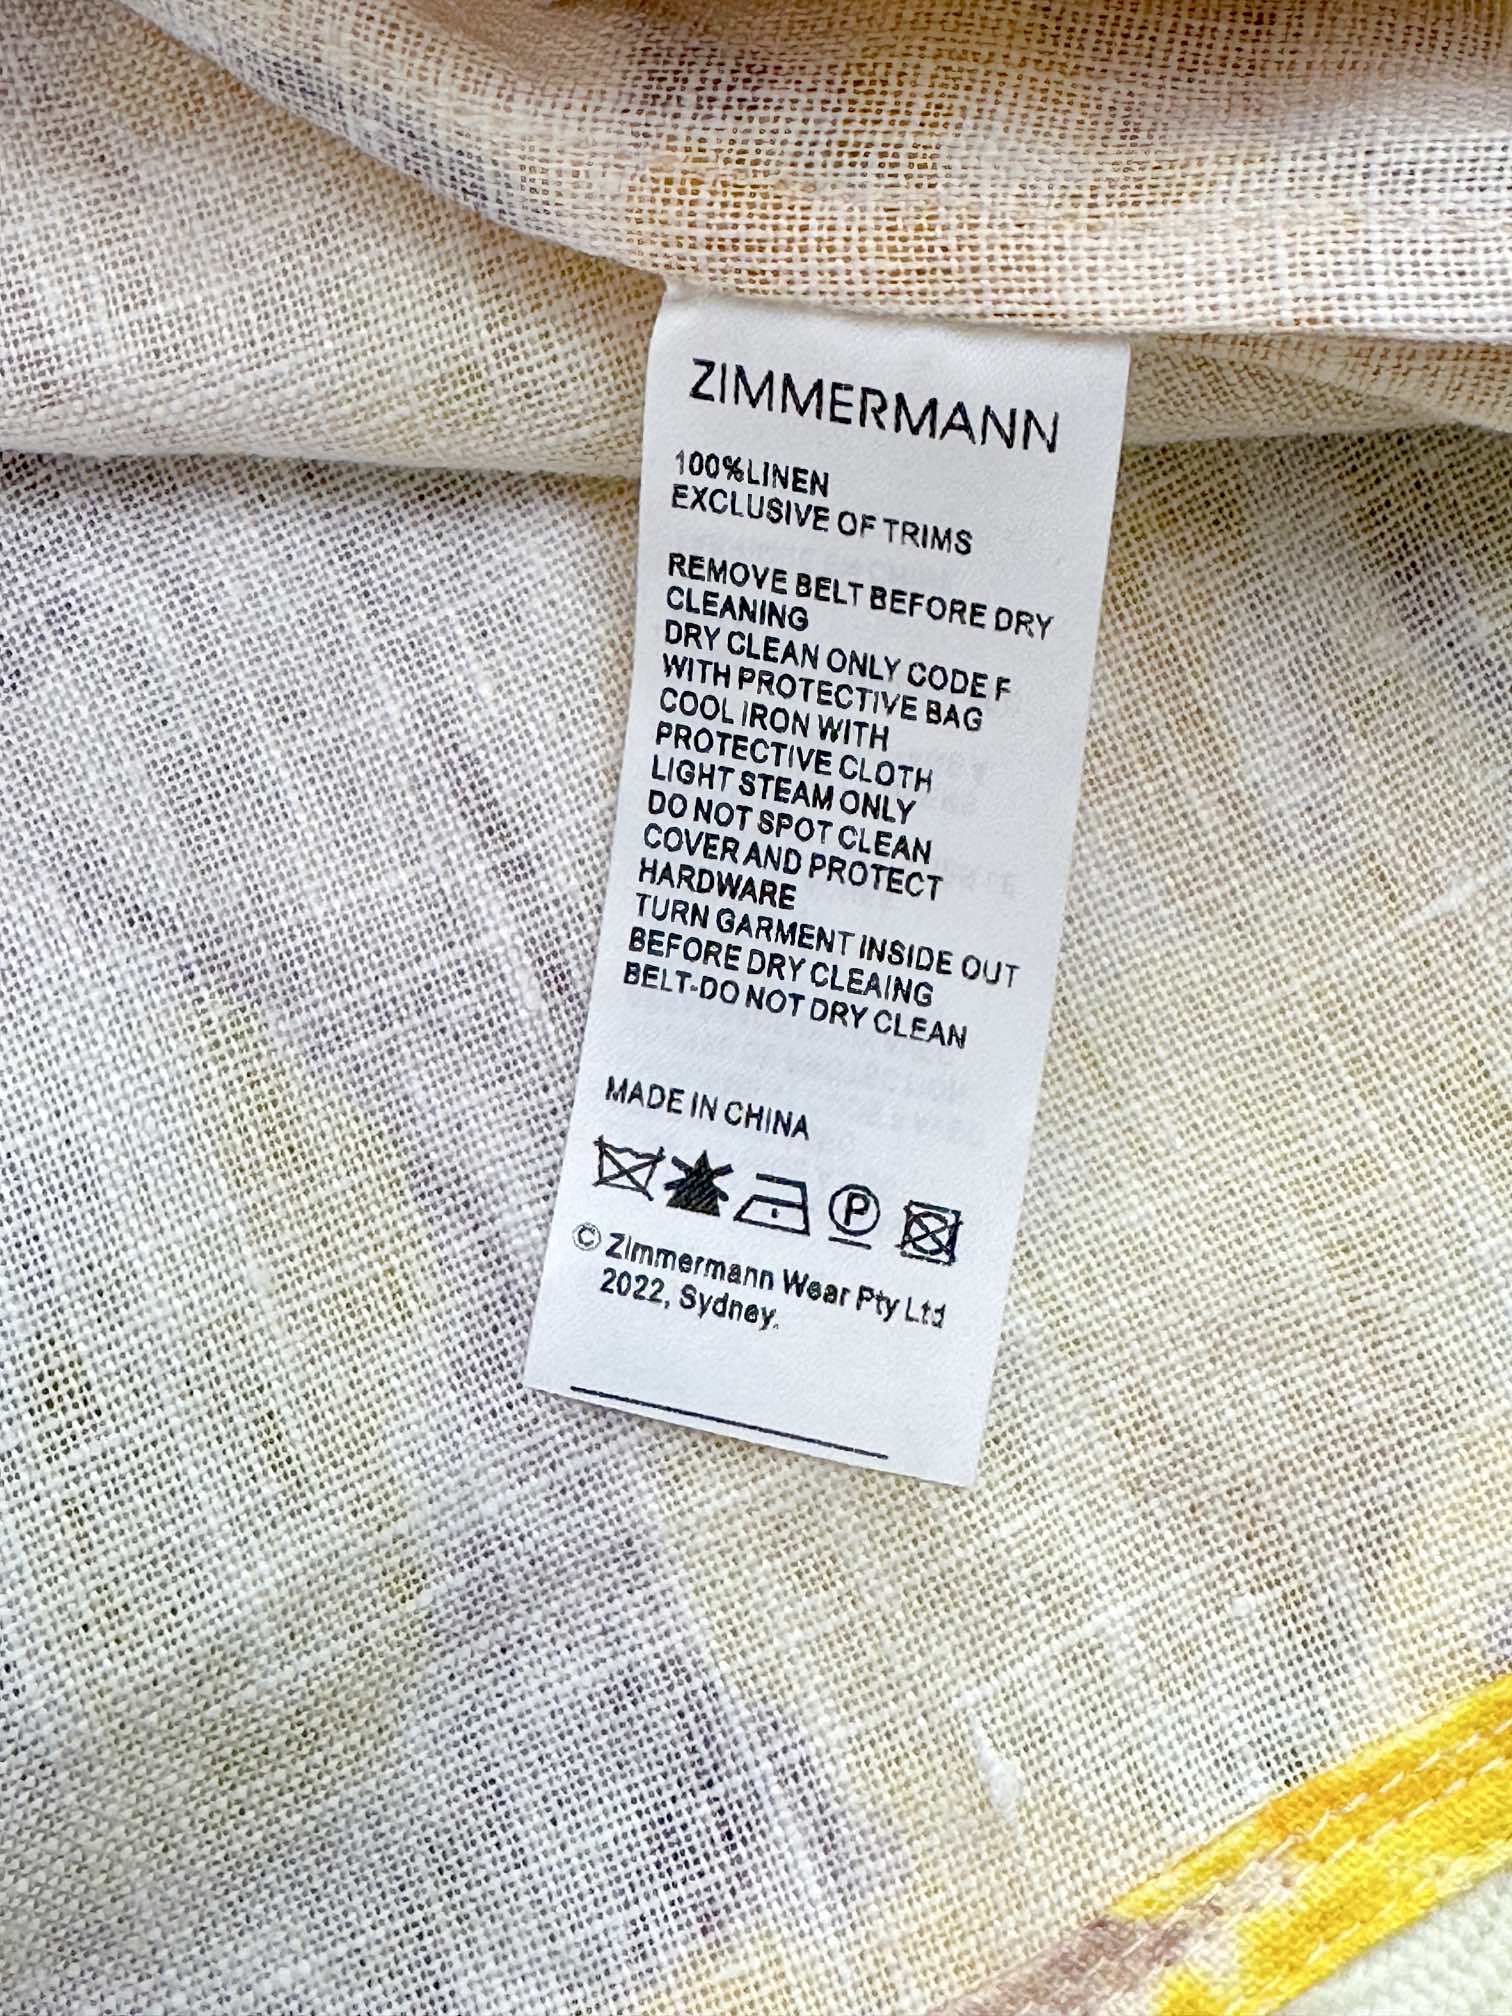 ZIMMERMANN
100%LINEN
EXCLUSIVE OF TRIMS
REMOVE BELT BEFORE DRY
CLEANING
DRY CLEAN ONLY CODE F
WITH PROTECTIVE BAG
COOL IRON WITH
PROTECTIVE CLOTH
LIGHT STEAM ONLY
DO NOT SPOT CLEAN
COVER AND PROTECT
HARDWARE
TURN GARMENT INSIDE OUT
BEFORE DRY CLEAING
BELT-DO NOT DRY CLEAN
MADE IN CHINA
P
© Zimmermann Wear Pty Ltd
2022, Sydney.